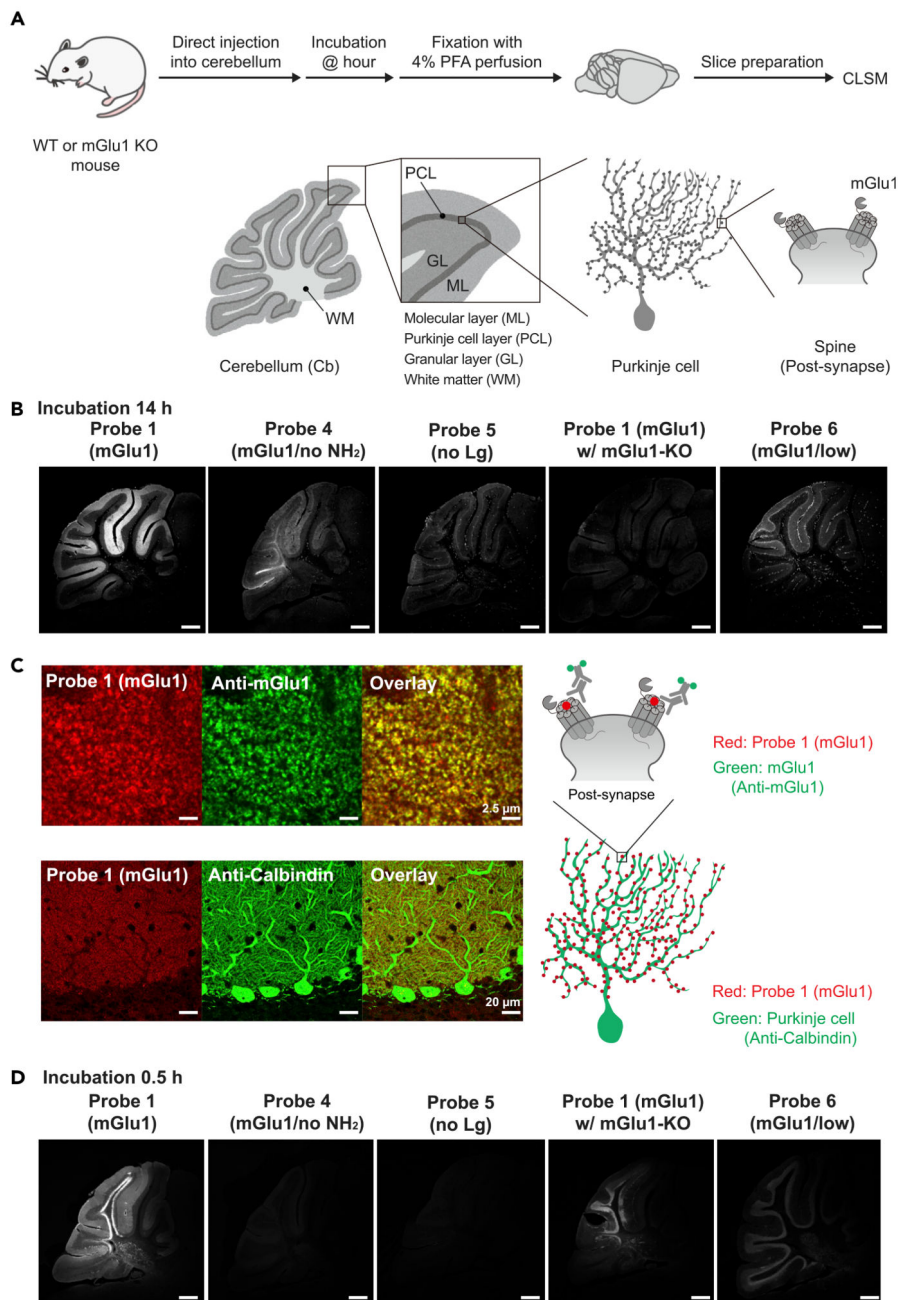 A
Direct injection
into cerebellum
Incubation
@ hour
Fixation with
4% PFA perfusion
Slice preparation
CLSM
WT or mGlu1 KO
mouse
PCL
GL
ML
WM
mGlu1
Molecular layer (ML)
Purkinje cell layer (PCL)
Granular layer (GL)
White matter (WM)
Cerebellum (Cb)
Purkinje cell
Spine
(Post-synapse)
B Incubation 14 h
Probe 1
(mGlu1)
Probe 4
(mGlu1/no NH₂)
Probe 5
(no Lg)
Probe 1 (mGlu1)
w/ mGlu1-KO
Probe 6
(mGlu1/low)
C
Probe 1 (mGlu1)
Anti-mGlu1
Overlay
2.5 µm
Post-synapse
Red: Probe 1 (mGlu1)
Green: mGlu1
(Anti-mGlu1)
Probe 1 (mGlu1)
Anti-Calbindin
Overlay
20 µm
Red: Probe 1 (mGlu1)
Green: Purkinje cell
(Anti-Calbindin)
D Incubation 0.5 h
Probe 1
(mGlu1)
Probe 4
(mGlu1/no NH₂)
Probe 5
(no Lg)
Probe 1 (mGlu1)
w/ mGlu1-KO
Probe 6
(mGlu1/low)